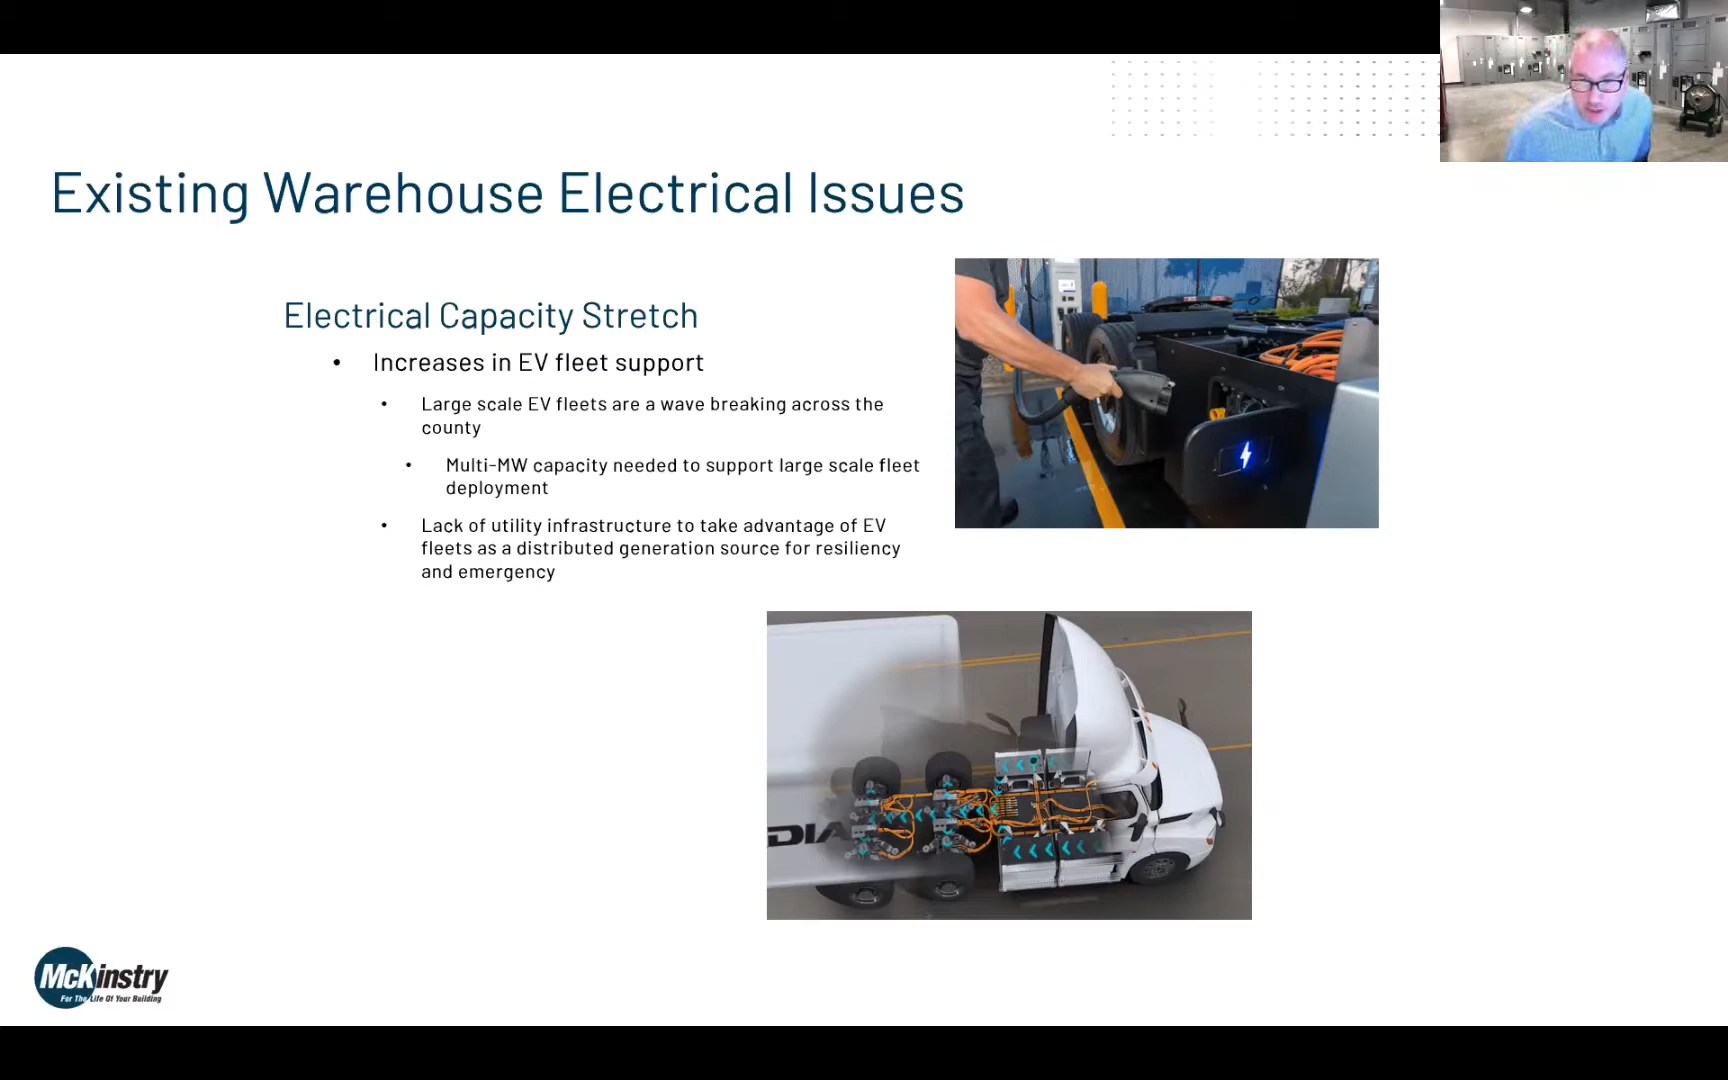 Existing Warehouse Electrical Issues
Electrical Capacity Stretch
• Increases in EV fleet support
• Large scale EV fleets are a wave breaking across the
county
• Multi-MW capacity needed to support large scale fleet
deployment
• Lack of utility infrastructure to take advantage of EV
fleets as a distributed generation source for resiliency
and emergency
DIA
McKinstry
For The Life Of Your Building